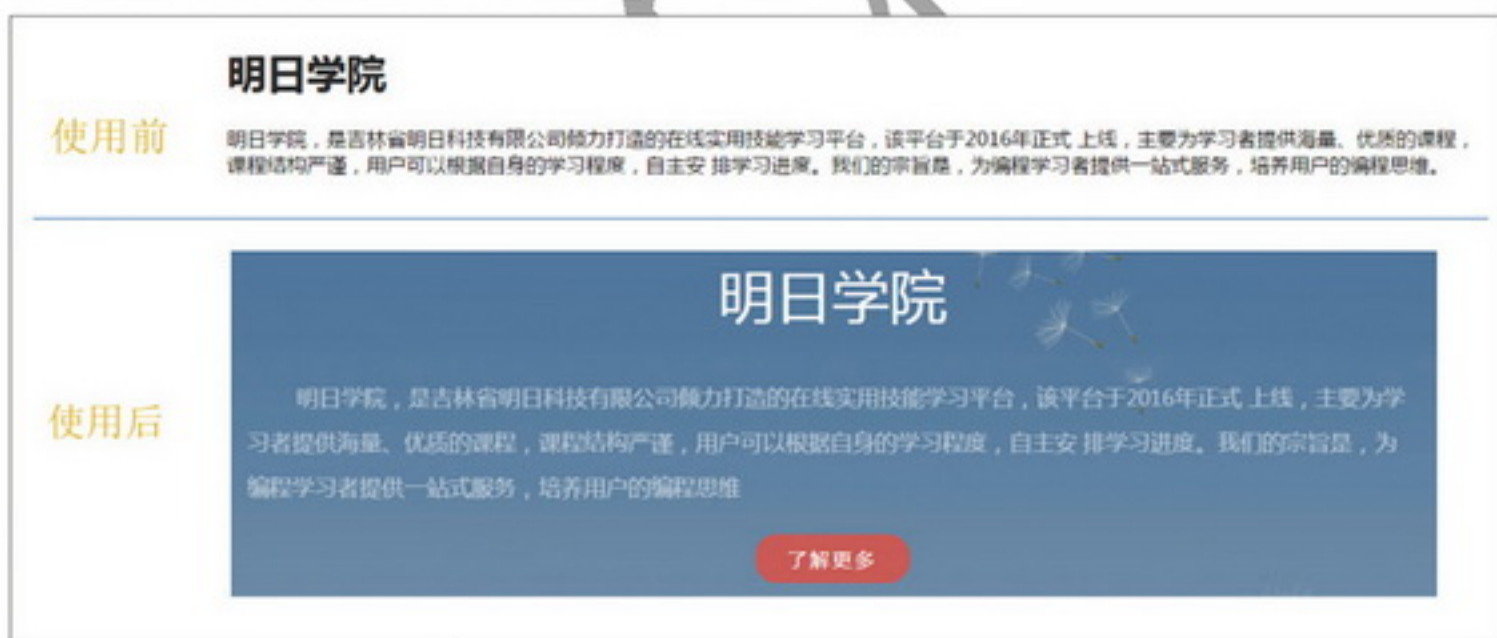 明日学院
使用前
明日学院，是吉林省明日科技有限公司倾力打造的在线实用技能学习平台，该平台于2016年正式 上线，主要为学习者提供海量、优质的课程，
课程结构严谨，用户可以根据自身的学习程度，自主安 排学习进度。我们的宗旨是，为编程学习者提供一站式服务，培养用户的编程思维。
明日学院
使用后
明日学院，是吉林省明日科技有限公司倾力打造的在线实用技能学习平台，该平台于2016年正式 上线，主要为学
习者提供海量、优质的课程，课程结构严谨，用户可以根据自身的学习程度，自主安 排学习进度。我们的宗旨是，为
编程学习者提供一站式服务，培养用户的编程思维
了解更多